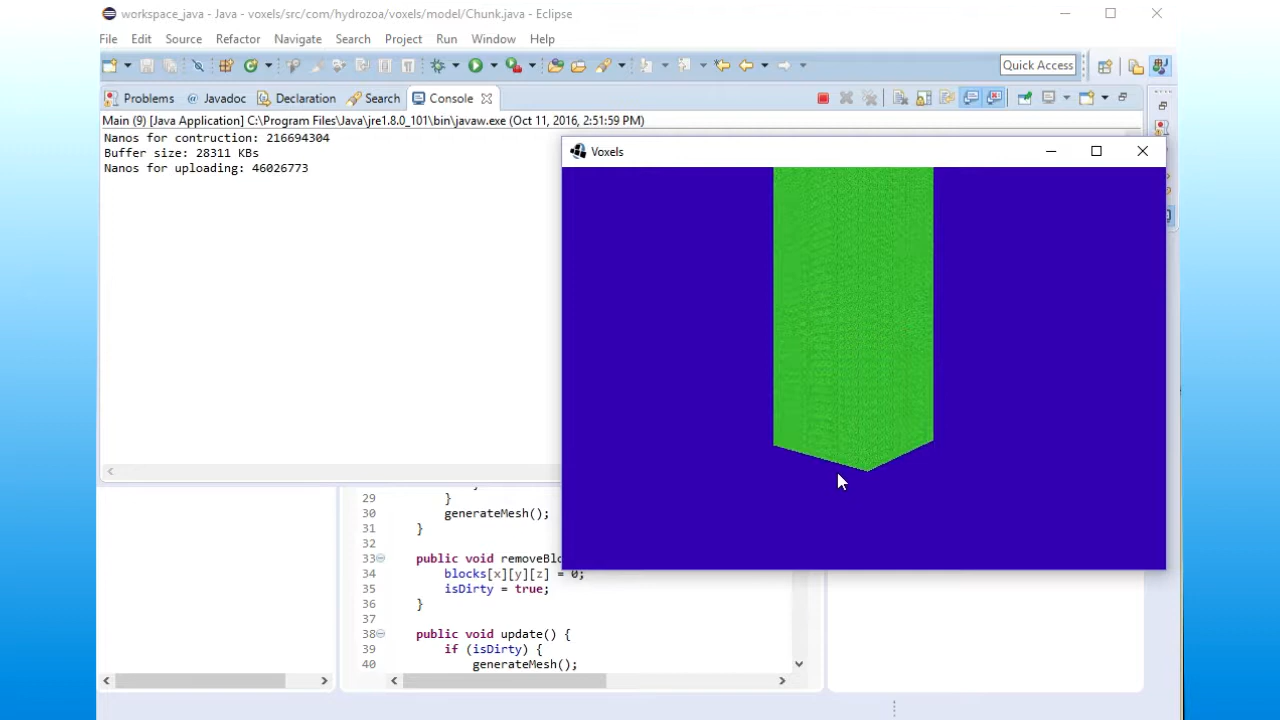 workspace_java - Java - voxels/src/com/hydrozoa/voxels/model/Chunk.java - Eclipse
File Edit Source Refactor Navigate Search Project Run Window Help
Quick Access
Problems @ Javadoc Declaration Search Console
Main (9) [Java Application] C:\Program Files\Java\jre1.8.0_101\bin\javaw.exe (Oct 11, 2016, 2:51:59 PM)
Nanos for contruction: 216694304
Buffer size: 28311 KBs
Nanos for uploading: 46026773
Voxels
29 }
30 generateMesh();
31 }
32
33 public void removeBlo
34 blocks[x][y][z] = 0;
35 isDirty = true;
36 }
37
38 public void update() {
39 if (isDirty) {
40 generateMesh();